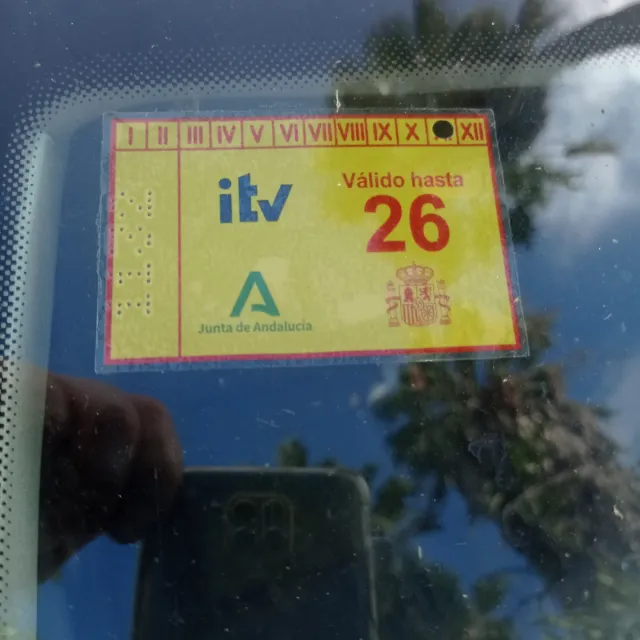 I II III IV V VI VII VIII IX X XII
itv
Válido hasta
26
Junta de Andalucía